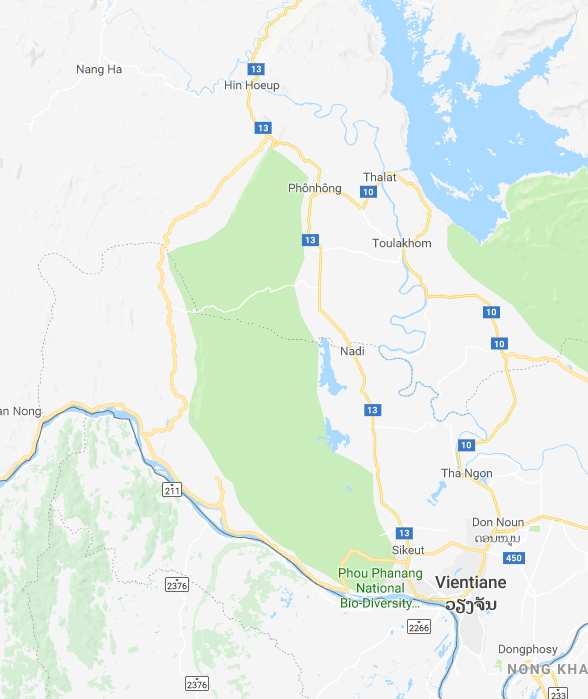 13
Nang Ha
Hin Hoeup
13
Thalat
Phônhông
10
13
Toulakhom
10
10
Nadi
13
an Nong
10
Tha Ngon
211
Don Noun
ດອນໜູນ
13
450
Sikeut
Phou Phanang
National
Bio-Diversity...
2376
Vientiane
ວຽງຈັນ
2266
Dongphosy
NONG KHA
2376
233